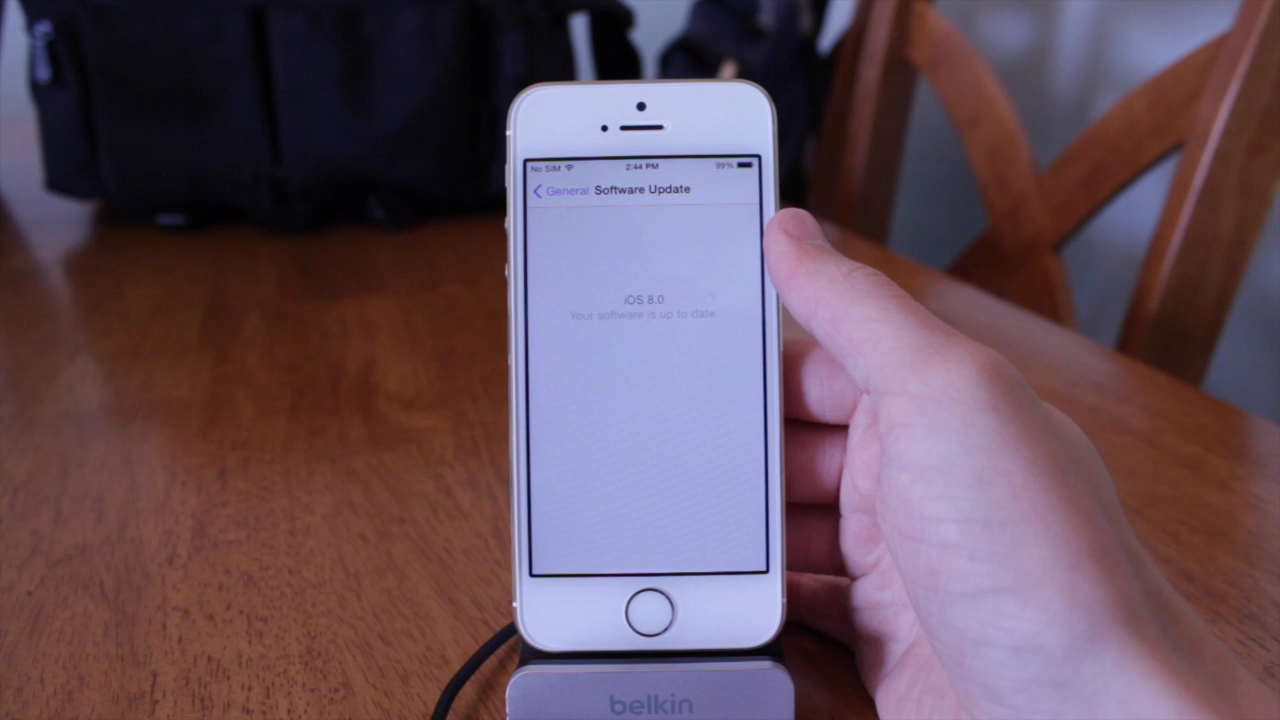 No SIM 2:44 PM 99%
General Software Update
iOS 8.0
Your software is up to date
belkin